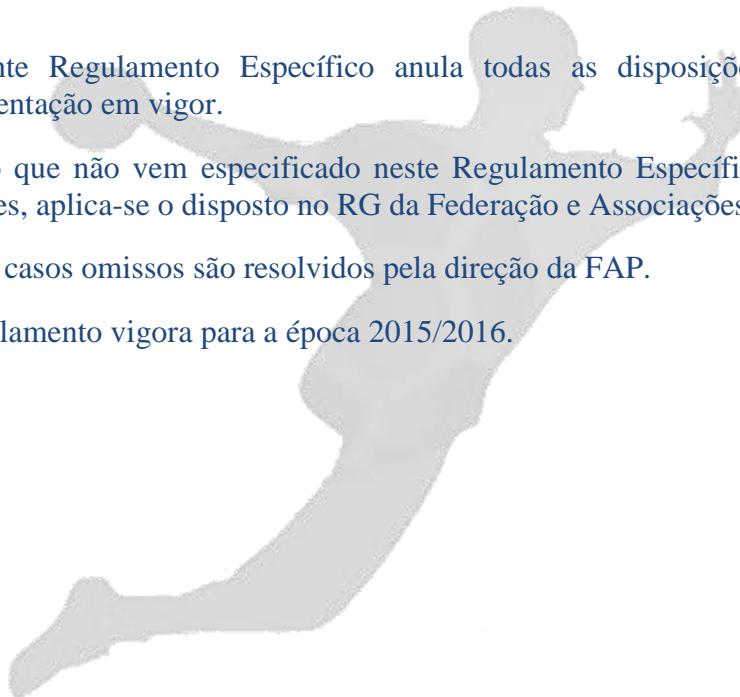 nte Regulamento Específico anula todas as disposiçõ
entação em vigor.
que não vem especificado neste Regulamento Específi
es, aplica-se o disposto no RG da Federação e Associações
casos omissos são resolvidos pela direção da FAP.
lamento vigora para a época 2015/2016.